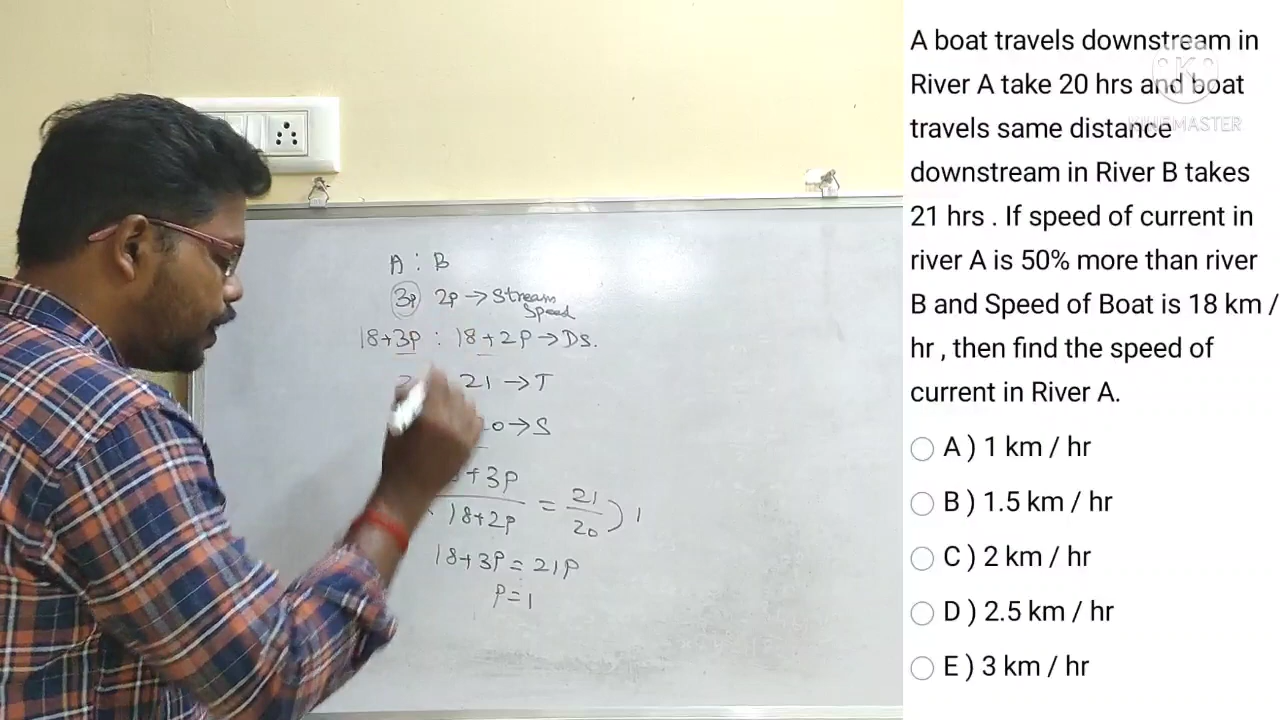 A : B
3p 2p → Stream
Speed
18+3p : 18+2p → DS.
21 → T
→ S
+3p
18+2p
= 21
20
) 1
18+3p = 21p
p = 1
A boat travels downstream in
River A take 20 hrs and boat
travels same distance
downstream in River B takes
21 hrs . If speed of current in
river A is 50% more than river
B and Speed of Boat is 18 km /
hr , then find the speed of
current in River A.
A ) 1 km / hr
B ) 1.5 km / hr
C ) 2 km / hr
D ) 2.5 km / hr
E ) 3 km / hr
K
KINEMASTER